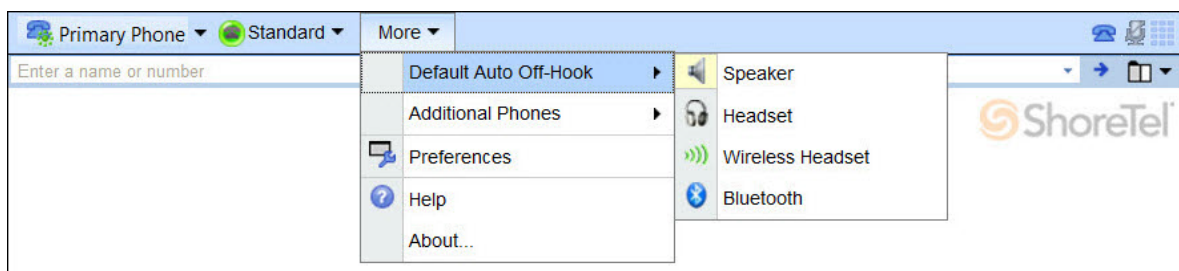 Primary Phone Standard More
Enter a name or number
Default Auto Off-Hook
Additional Phones
Preferences
Help
About...
Speaker
Headset
Wireless Headset
Bluetooth
ShoreTel